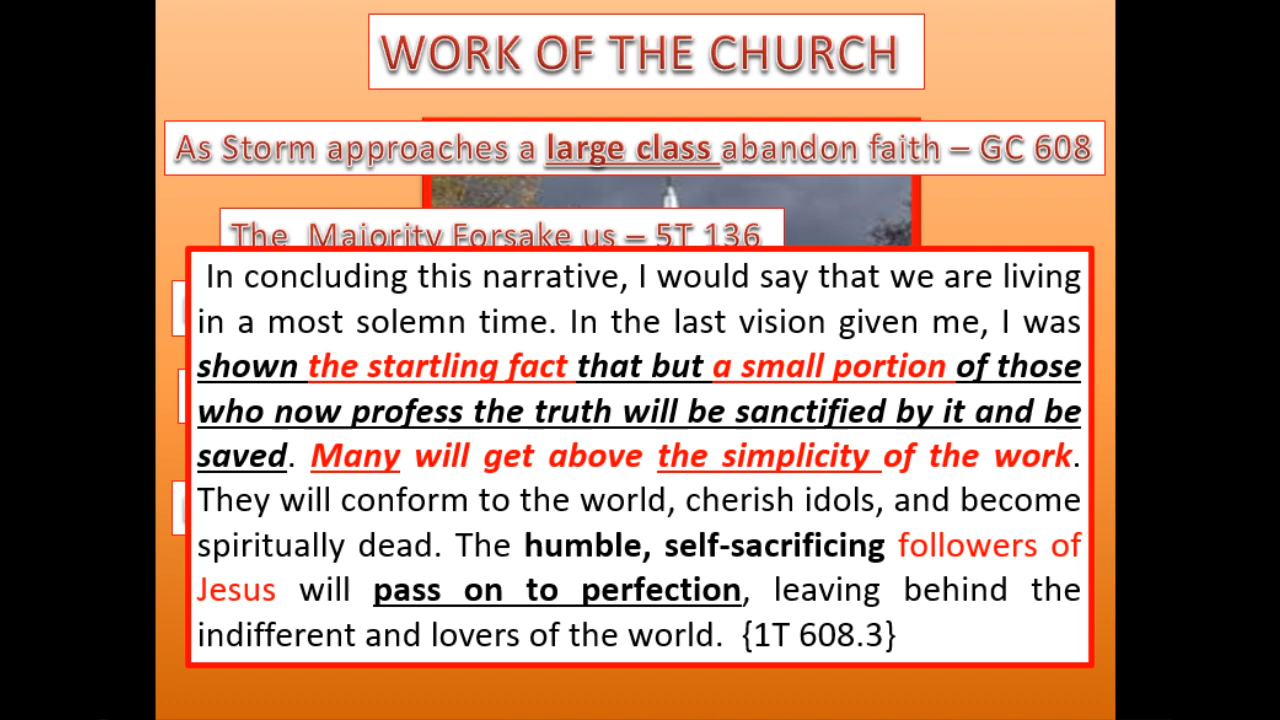 WORK OF THE CHURCH
As Storm approaches a large class abandon faith – GC 608
The Majority Forsake us – 5T 136
In concluding this narrative, I would say that we are living
in a most solemn time. In the last vision given me, I was
shown the startling fact that but a small portion of those
who now profess the truth will be sanctified by it and be
saved. Many will get above the simplicity of the work.
They will conform to the world, cherish idols, and become
spiritually dead. The humble, self-sacrificing followers of
Jesus will pass on to perfection, leaving behind the
indifferent and lovers of the world. {1T 608.3}